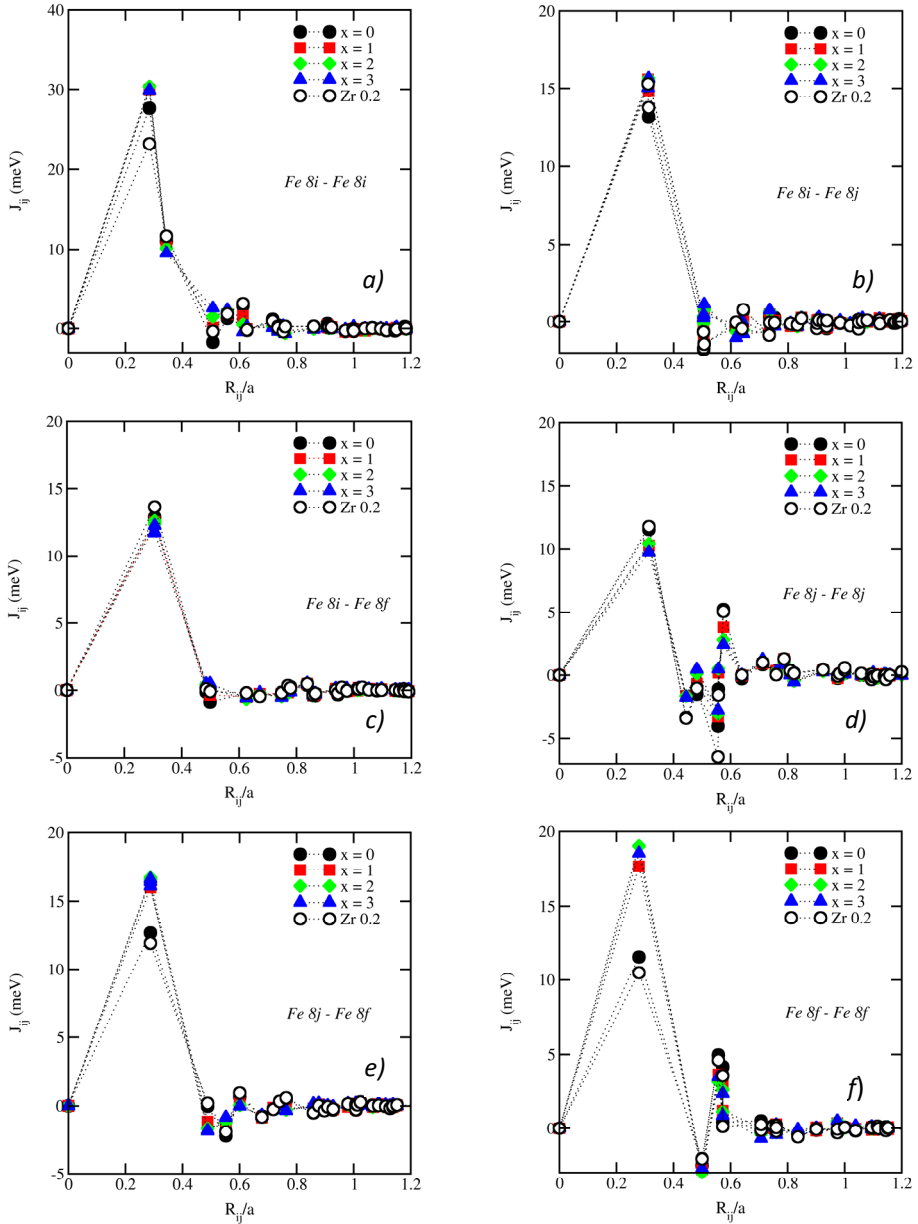 40
30
20
10
0
J_ij (meV)
x = 0
x = 1
x = 2
x = 3
Zr 0.2
Fe 8i - Fe 8i
a)
0 0.2 0.4 0.6 0.8 1 1.2
R_ij/a
20
15
10
5
0
J_ij (meV)
x = 0
x = 1
x = 2
x = 3
Zr 0.2
Fe 8i - Fe 8j
b)
0 0.2 0.4 0.6 0.8 1 1.2
R_ij/a
20
15
10
5
0
-5
J_ij (meV)
x = 0
x = 1
x = 2
x = 3
Zr 0.2
Fe 8i - Fe 8f
c)
0 0.2 0.4 0.6 0.8 1 1.2
R_ij/a
20
15
10
5
0
-5
J_ij (meV)
x = 0
x = 1
x = 2
x = 3
Zr 0.2
Fe 8j - Fe 8j
d)
0 0.2 0.4 0.6 0.8 1 1.2
R_ij/a
20
15
10
5
0
-5
J_ij (meV)
x = 0
x = 1
x = 2
x = 3
Zr 0.2
Fe 8j - Fe 8f
e)
0 0.2 0.4 0.6 0.8 1 1.2
R_ij/a
20
15
10
5
0
J_ij (meV)
x = 0
x = 1
x = 2
x = 3
Zr 0.2
Fe 8f - Fe 8f
f)
0 0.2 0.4 0.6 0.8 1 1.2
R_ij/a